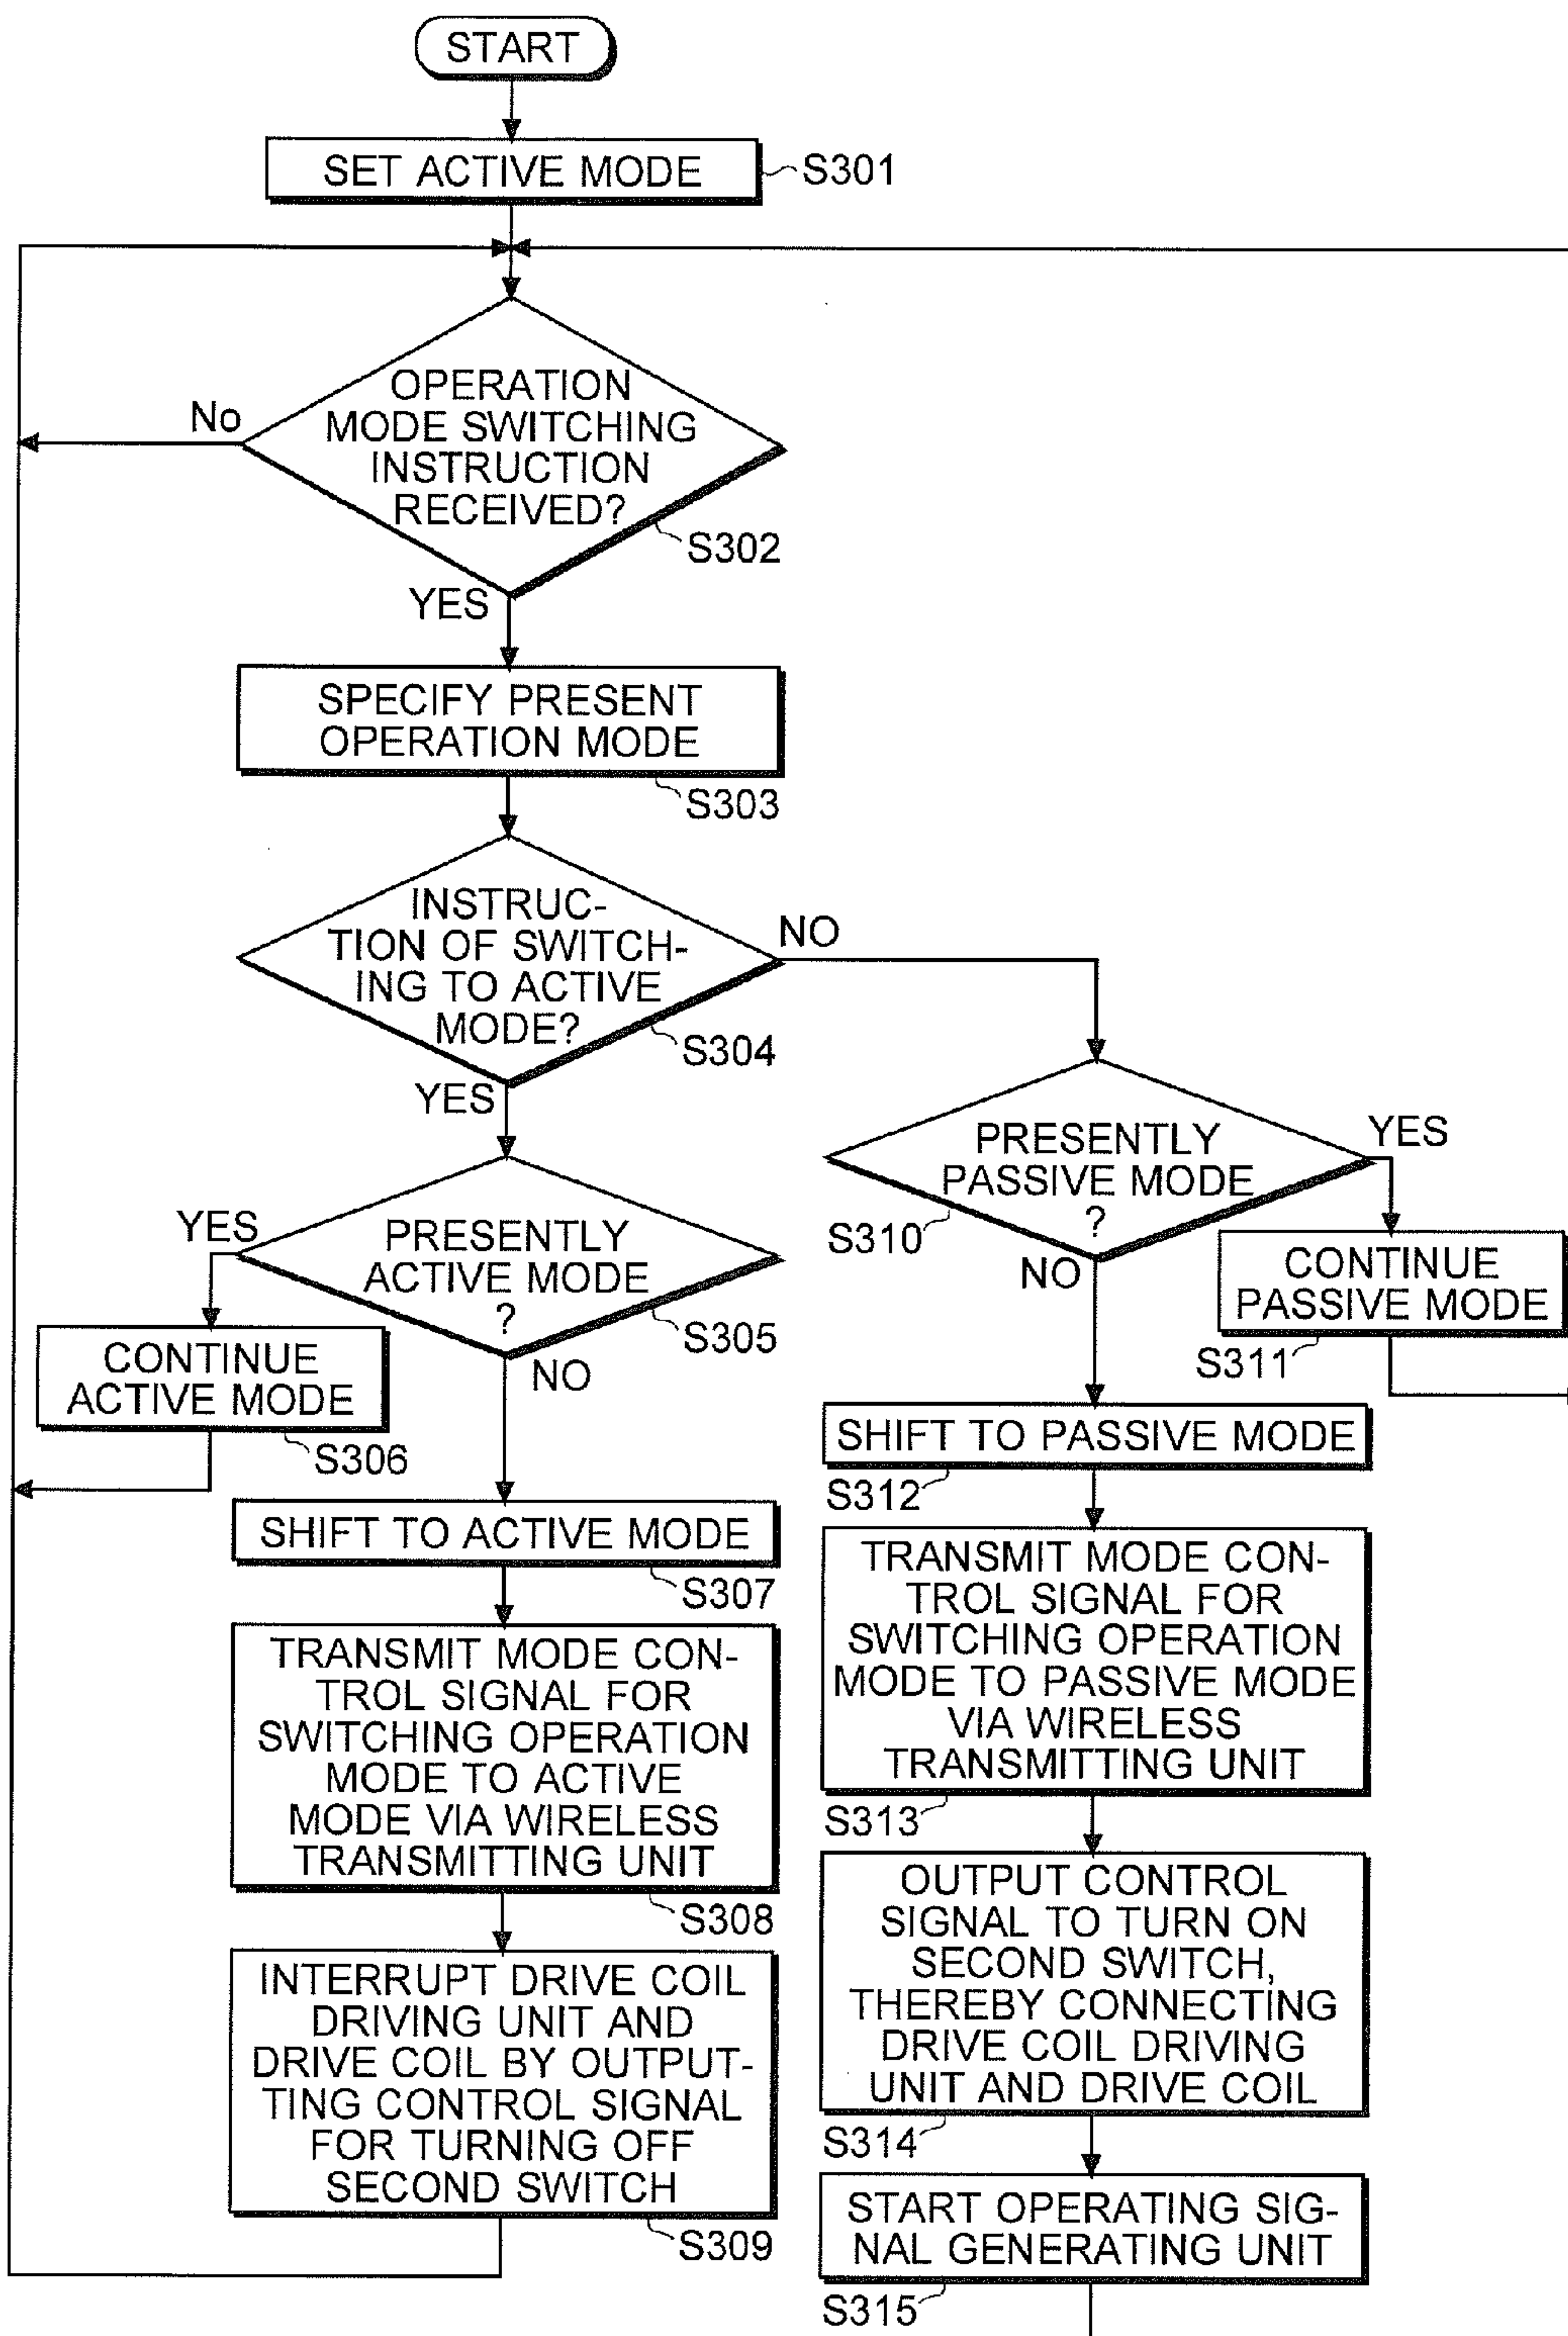 START
SET ACTIVE MODE
S301
OPERATION
MODE SWITCHING
INSTRUCTION
RECEIVED?
No
S302
YES
SPECIFY PRESENT
OPERATION MODE
S303
INSTRUC-
TION OF SWITCH-
ING TO ACTIVE
MODE?
NO
S304
YES
PRESENTLY
ACTIVE MODE
?
YES
S305
NO
CONTINUE
ACTIVE MODE
S306
SHIFT TO ACTIVE MODE
S307
TRANSMIT MODE CON-
TROL SIGNAL FOR
SWITCHING OPERATION
MODE TO ACTIVE
MODE VIA WIRELESS
TRANSMITTING UNIT
S308
INTERRUPT DRIVE COIL
DRIVING UNIT AND
DRIVE COIL BY OUTPUT-
TING CONTROL SIGNAL
FOR TURNING OFF
SECOND SWITCH
S309
PRESENTLY
PASSIVE MODE
?
YES
S310
NO
CONTINUE
PASSIVE MODE
S311
SHIFT TO PASSIVE MODE
S312
TRANSMIT MODE CON-
TROL SIGNAL FOR
SWITCHING OPERATION
MODE TO PASSIVE MODE
VIA WIRELESS
TRANSMITTING UNIT
S313
OUTPUT CONTROL
SIGNAL TO TURN ON
SECOND SWITCH,
THEREBY CONNECTING
DRIVE COIL DRIVING
UNIT AND DRIVE COIL
S314
START OPERATING SIG-
NAL GENERATING UNIT
S315